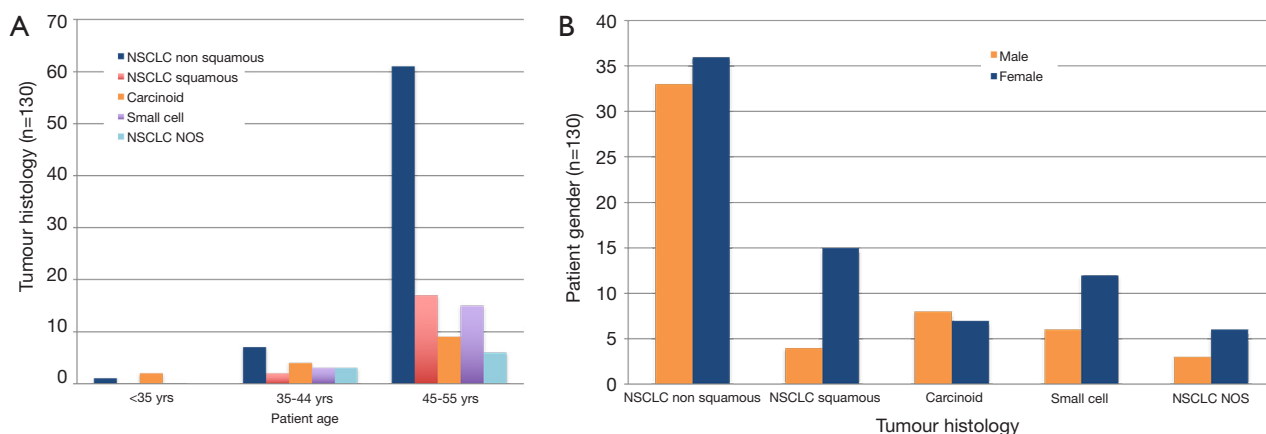 A
Tumour histology (n=130)
70
60
50
40
30
20
10
0
NSCLC non squamous
NSCLC squamous
Carcinoid
Small cell
NSCLC NOS
<35 yrs
35-44 yrs
45-55 yrs
Patient age
B
Patient gender (n=130)
40
35
30
25
20
15
10
5
0
Male
Female
NSCLC non squamous
NSCLC squamous
Carcinoid
Small cell
NSCLC NOS
Tumour histology